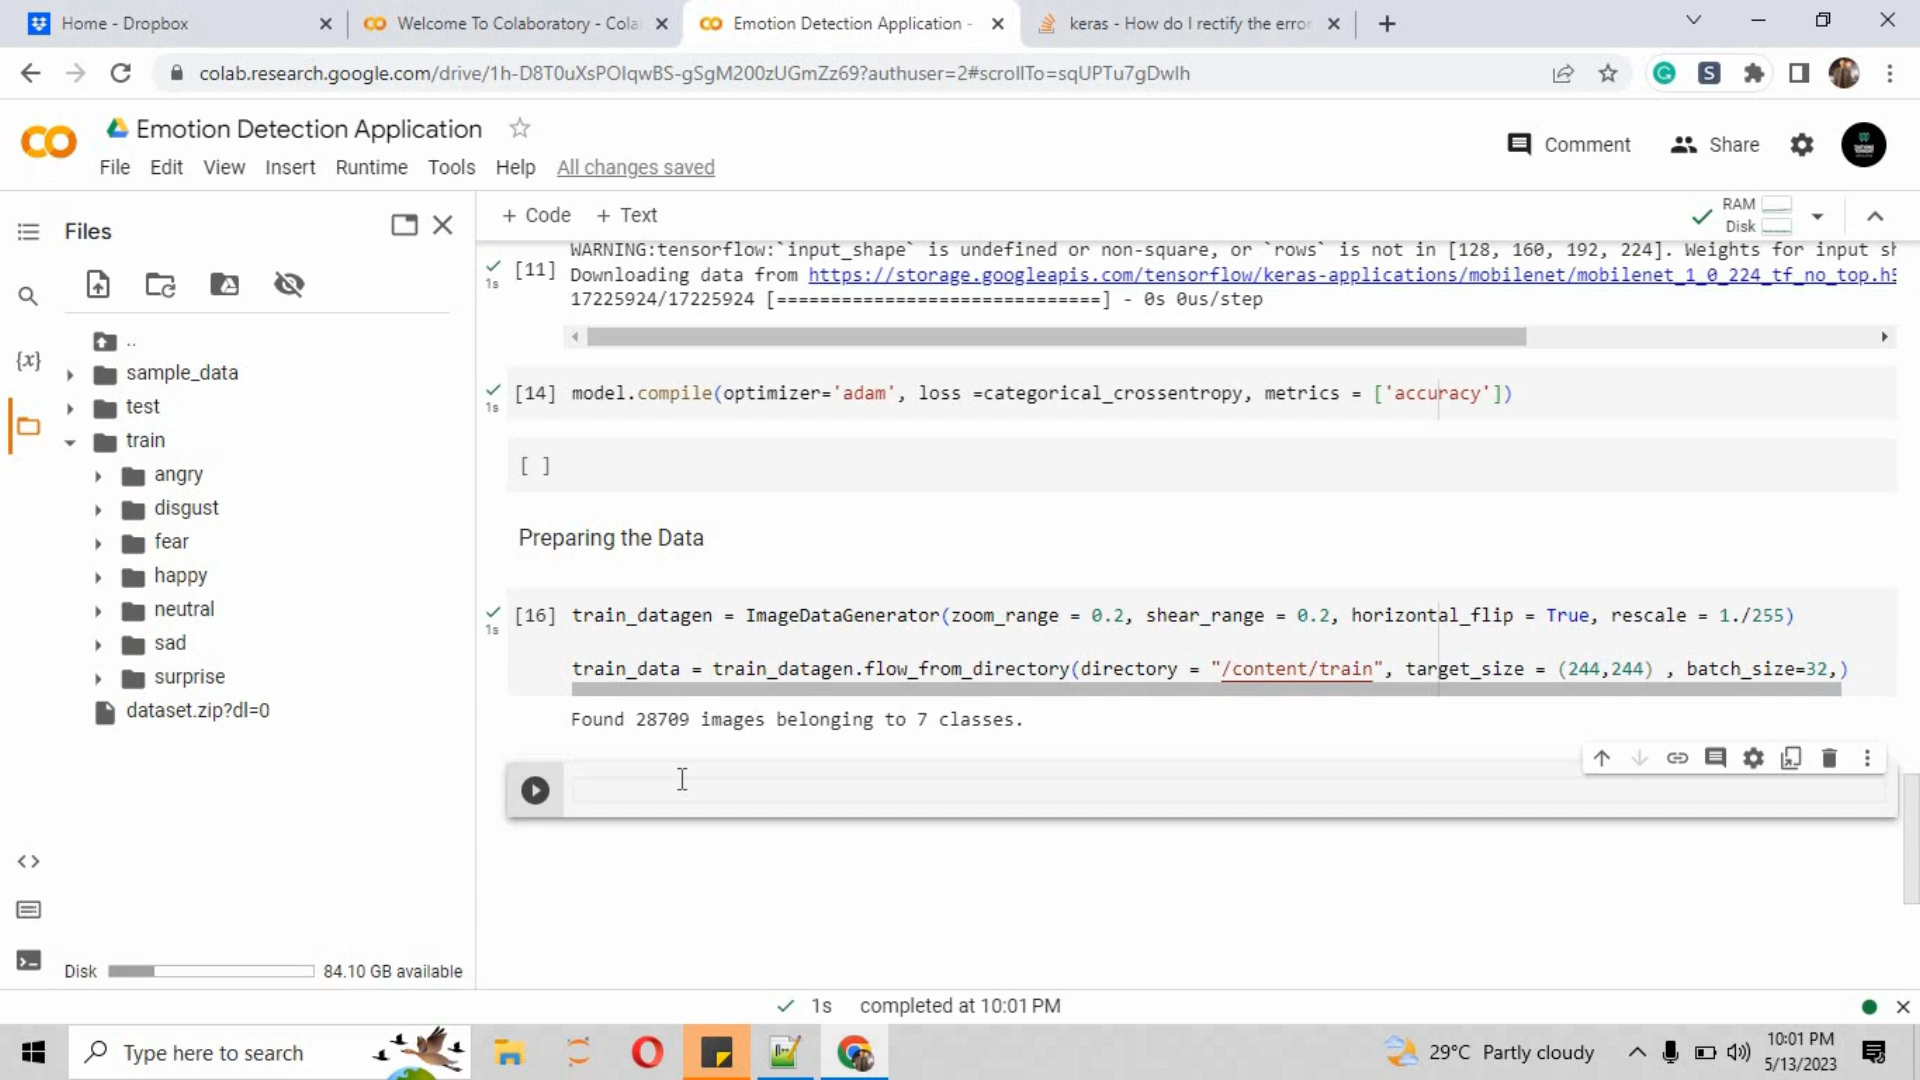 Home - Dropbox
Welcome To Colaboratory - Cola
Emotion Detection Application -
keras - How do I rectify the error
colab.research.google.com/drive/1h-D8T0uXsPOIqwBS-gSgM200zUGmZz69?authuser=2#scrollTo=sqUPTu7gDwIh
Emotion Detection Application
Comment
Share
File Edit View Insert Runtime Tools Help All changes saved
Files
+ Code + Text
RAM
Disk
WARNING:tensorflow:`input_shape` is undefined or non-square, or `rows` is not in [128, 160, 192, 224]. Weights for input sh
[11]
1s
Downloading data from https://storage.googleapis.com/tensorflow/keras-applications/mobilenet/mobilenet_1_0_224_tf_no_top.h5
17225924/17225924 [==============================] - 0s 0us/step
..
{x}
sample_data
test
train
angry
disgust
fear
happy
neutral
sad
surprise
dataset.zip?dl=0
[14] model.compile(optimizer='adam', loss =categorical_crossentropy, metrics = ['accuracy'])
1s
[ ]
Preparing the Data
[16] train_datagen = ImageDataGenerator(zoom_range = 0.2, shear_range = 0.2, horizontal_flip = True, rescale = 1./255)
1s
train_data = train_datagen.flow_from_directory(directory = "/content/train", target_size = (244,244) , batch_size=32,)
Found 28709 images belonging to 7 classes.
Disk 84.10 GB available
1s completed at 10:01 PM
Type here to search
29°C Partly cloudy
10:01 PM
5/13/2023